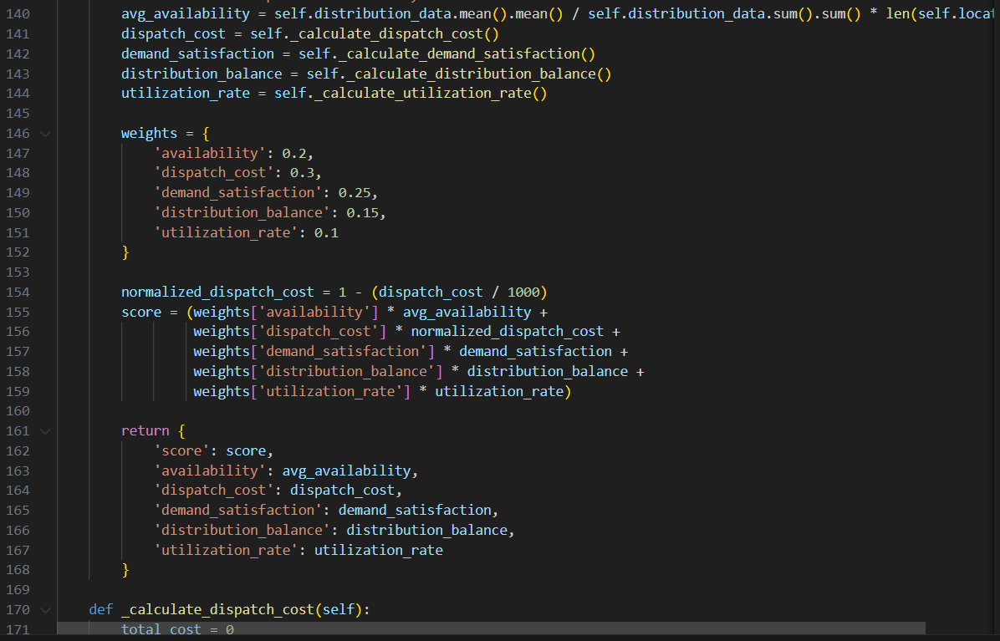 140 avg_availability = self.distribution_data.mean().mean() / self.distribution_data.sum().sum() * len(self.locat
141 dispatch_cost = self._calculate_dispatch_cost()
142 demand_satisfaction = self._calculate_demand_satisfaction()
143 distribution_balance = self._calculate_distribution_balance()
144 utilization_rate = self._calculate_utilization_rate()
145
146 weights = {
147 'availability': 0.2,
148 'dispatch_cost': 0.3,
149 'demand_satisfaction': 0.25,
150 'distribution_balance': 0.15,
151 'utilization_rate': 0.1
152 }
153
154 normalized_dispatch_cost = 1 - (dispatch_cost / 1000)
155 score = (weights['availability'] * avg_availability +
156 weights['dispatch_cost'] * normalized_dispatch_cost +
157 weights['demand_satisfaction'] * demand_satisfaction +
158 weights['distribution_balance'] * distribution_balance +
159 weights['utilization_rate'] * utilization_rate)
160
161 return {
162 'score': score,
163 'availability': avg_availability,
164 'dispatch_cost': dispatch_cost,
165 'demand_satisfaction': demand_satisfaction,
166 'distribution_balance': distribution_balance,
167 'utilization_rate': utilization_rate
168 }
169
170 def _calculate_dispatch_cost(self):
171 total_cost = 0